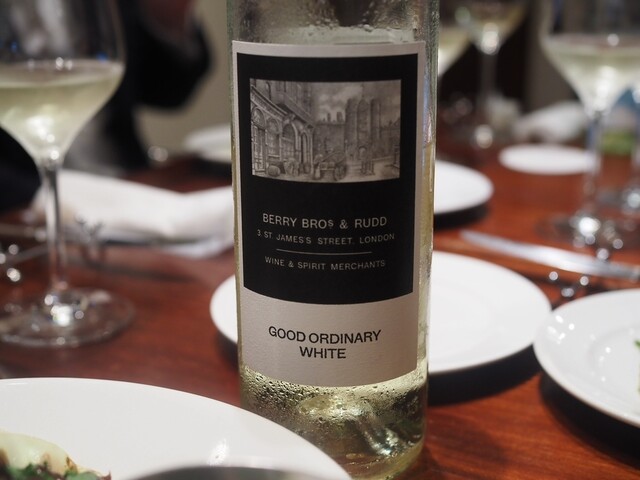 BERRY BROS & RUDD
3 ST. JAMES'S STREET. LONDON
WINE & SPIRIT MERCHANTS
GOOD ORDINARY
WHITE